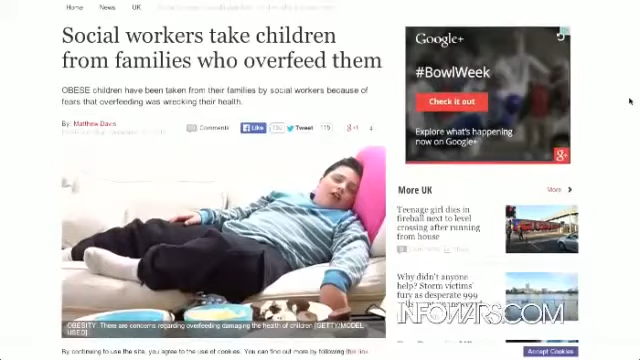 Home News UK
Social workers take children
from families who overfeed them
OBESE children have been taken from their families by social workers because of
fears that overfeeding was wrecking their health.
By: Matthew Davis
Comments Like Tweet 115 g+1 4
OBESITY: There are concerns regarding overfeeding damaging the health of children [GETTY/MODEL
USED]
By continuing to use the site, you agree to the use of cookies. You can find out more by following this link
Google+
#BowlWeek
Check it out
Explore what's happening
now on Google+
g+
More UK
More
Teenage girl dies in
fireball next to level
crossing after running
from house
Why didn't anyone
help? Storm victims'
fury as desperate 999
INFOWARS.COM
Accept Cookies